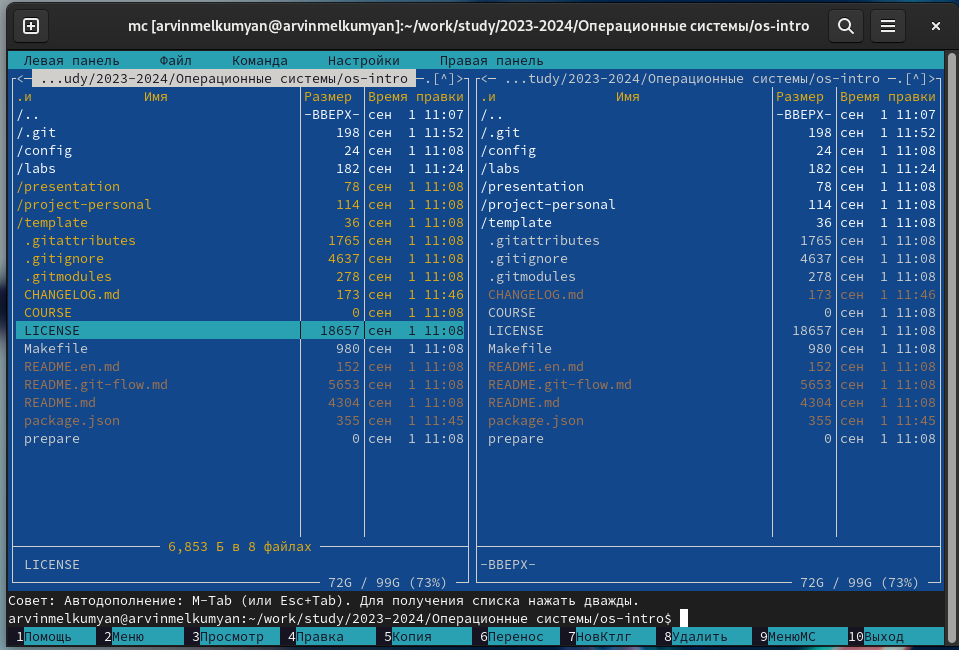 mc [arvinmelkumyan@arvinmelkumyan]:~/work/study/2023-2024/Операционные системы/os-intro
Левая панель Файл Команда Настройки Правая панель
<— ...udy/2023-2024/Операционные системы/os-intro —.[^]> <— ...tudy/2023-2024/Операционные системы/os-intro —.[^]>
.и Имя Размер Время правки .и Имя Размер Время правки
/.. -ВВЕРХ- сен 1 11:07 /.. -ВВЕРХ- сен 1 11:07
/.git 198 сен 1 11:52 /.git 198 сен 1 11:52
/config 24 сен 1 11:08 /config 24 сен 1 11:08
/labs 182 сен 1 11:24 /labs 182 сен 1 11:24
/presentation 78 сен 1 11:08 /presentation 78 сен 1 11:08
/project-personal 114 сен 1 11:08 /project-personal 114 сен 1 11:08
/template 36 сен 1 11:08 /template 36 сен 1 11:08
.gitattributes 1765 сен 1 11:08 .gitattributes 1765 сен 1 11:08
.gitignore 4637 сен 1 11:08 .gitignore 4637 сен 1 11:08
.gitmodules 278 сен 1 11:08 .gitmodules 278 сен 1 11:08
CHANGELOG.md 173 сен 1 11:46 CHANGELOG.md 173 сен 1 11:46
COURSE 0 сен 1 11:08 COURSE 0 сен 1 11:08
LICENSE 18657 сен 1 11:08 LICENSE 18657 сен 1 11:08
Makefile 980 сен 1 11:08 Makefile 980 сен 1 11:08
README.en.md 152 сен 1 11:08 README.en.md 152 сен 1 11:08
README.git-flow.md 5653 сен 1 11:08 README.git-flow.md 5653 сен 1 11:08
README.md 4304 сен 1 11:08 README.md 4304 сен 1 11:08
package.json 355 сен 1 11:45 package.json 355 сен 1 11:45
prepare 0 сен 1 11:08 prepare 0 сен 1 11:08
6,853 Б в 8 файлах
LICENSE -ВВЕРХ-
72G / 99G (73%) 72G / 99G (73%)
Совет: Автодополнение: M-Tab (или Esc+Tab). Для получения списка нажать дважды.
arvinmelkumyan@arvinmelkumyan:~/work/study/2023-2024/Операционные системы/os-intro$
1Помощь 2Меню 3Просмотр 4Правка 5Копия 6Перенос 7НовКтлг 8Удалить 9МенюMC 10Выход